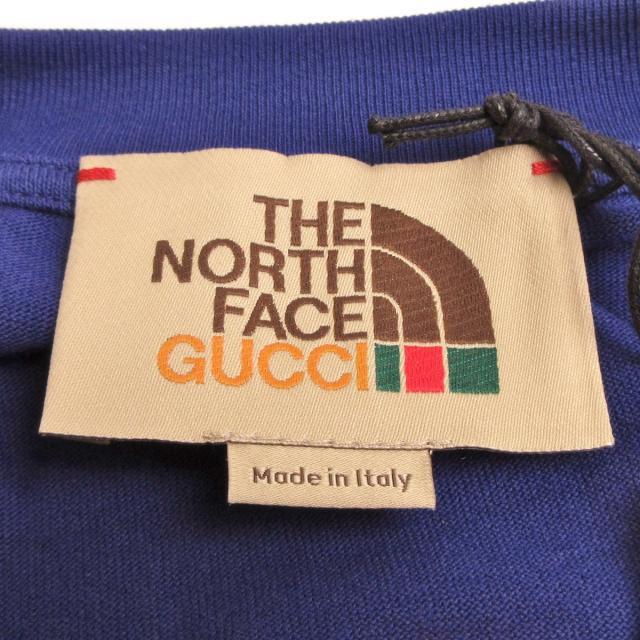 THE
NORTH
FACE
GUCCI
Made in Italy